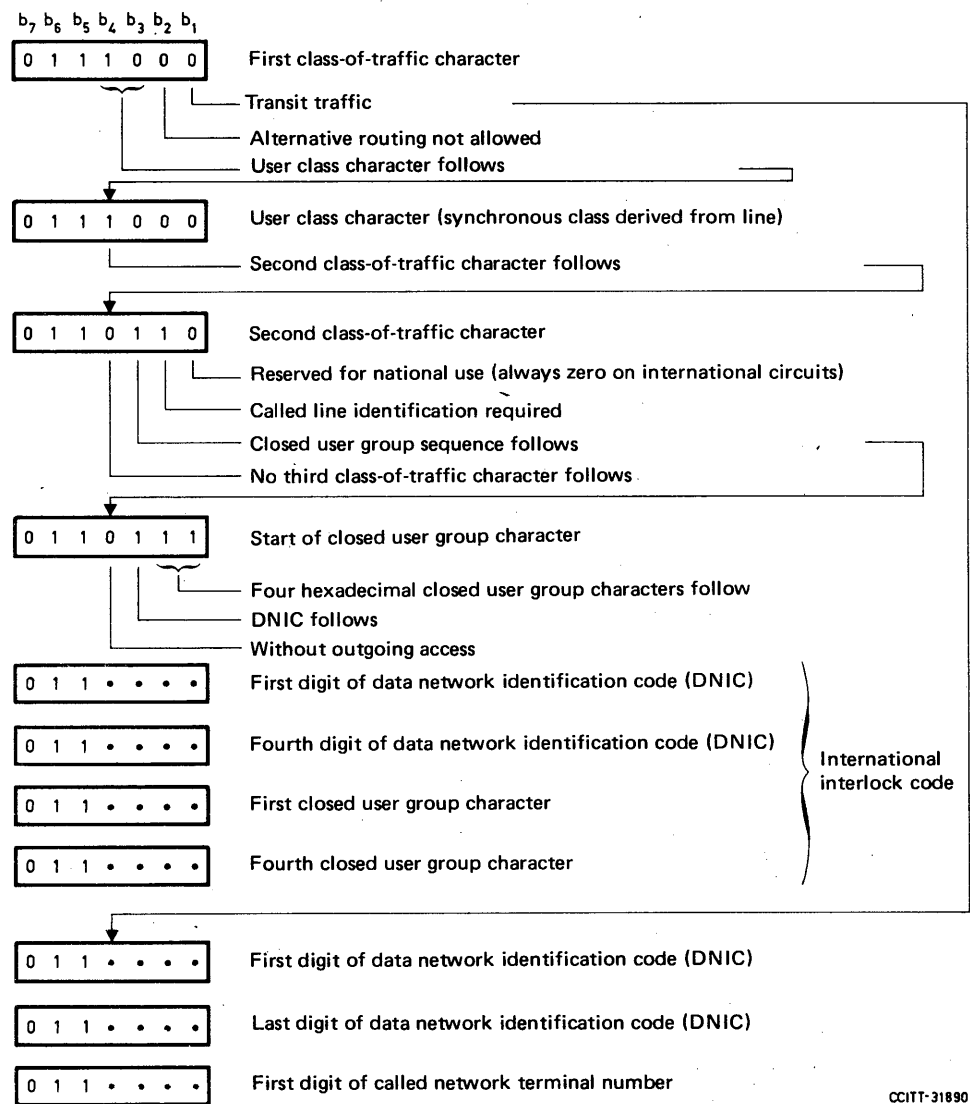 b7 b6 b5 b4 b3 b2 b1
0 1 1 1 0 0 0 First class-of-traffic character
Transit traffic
Alternative routing not allowed
User class character follows
0 1 1 1 0 0 0 User class character (synchronous class derived from line)
Second class-of-traffic character follows
0 1 1 0 1 1 0 Second class-of-traffic character
Reserved for national use (always zero on international circuits)
Called line identification required
Closed user group sequence follows
No third class-of-traffic character follows
0 1 1 0 1 1 1 Start of closed user group character
Four hexadecimal closed user group characters follow
DNIC follows
Without outgoing access
0 1 1 • • • • First digit of data network identification code (DNIC)
0 1 1 • • • • Fourth digit of data network identification code (DNIC)
International
interlock code
0 1 1 • • • • First closed user group character
0 1 1 • • • • Fourth closed user group character
0 1 1 • • • • First digit of data network identification code (DNIC)
0 1 1 • • • • Last digit of data network identification code (DNIC)
0 1 1 • • • • First digit of called network terminal number
CCITT-31890